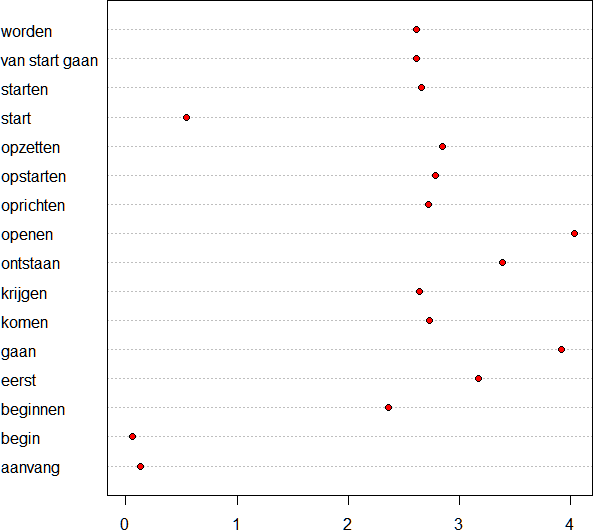 worden
van start gaan
starten
start
opzetten
opstarten
oprichten
openen
ontstaan
krijgen
komen
gaan
eerst
beginnen
begin
aanvang
0 1 2 3 4